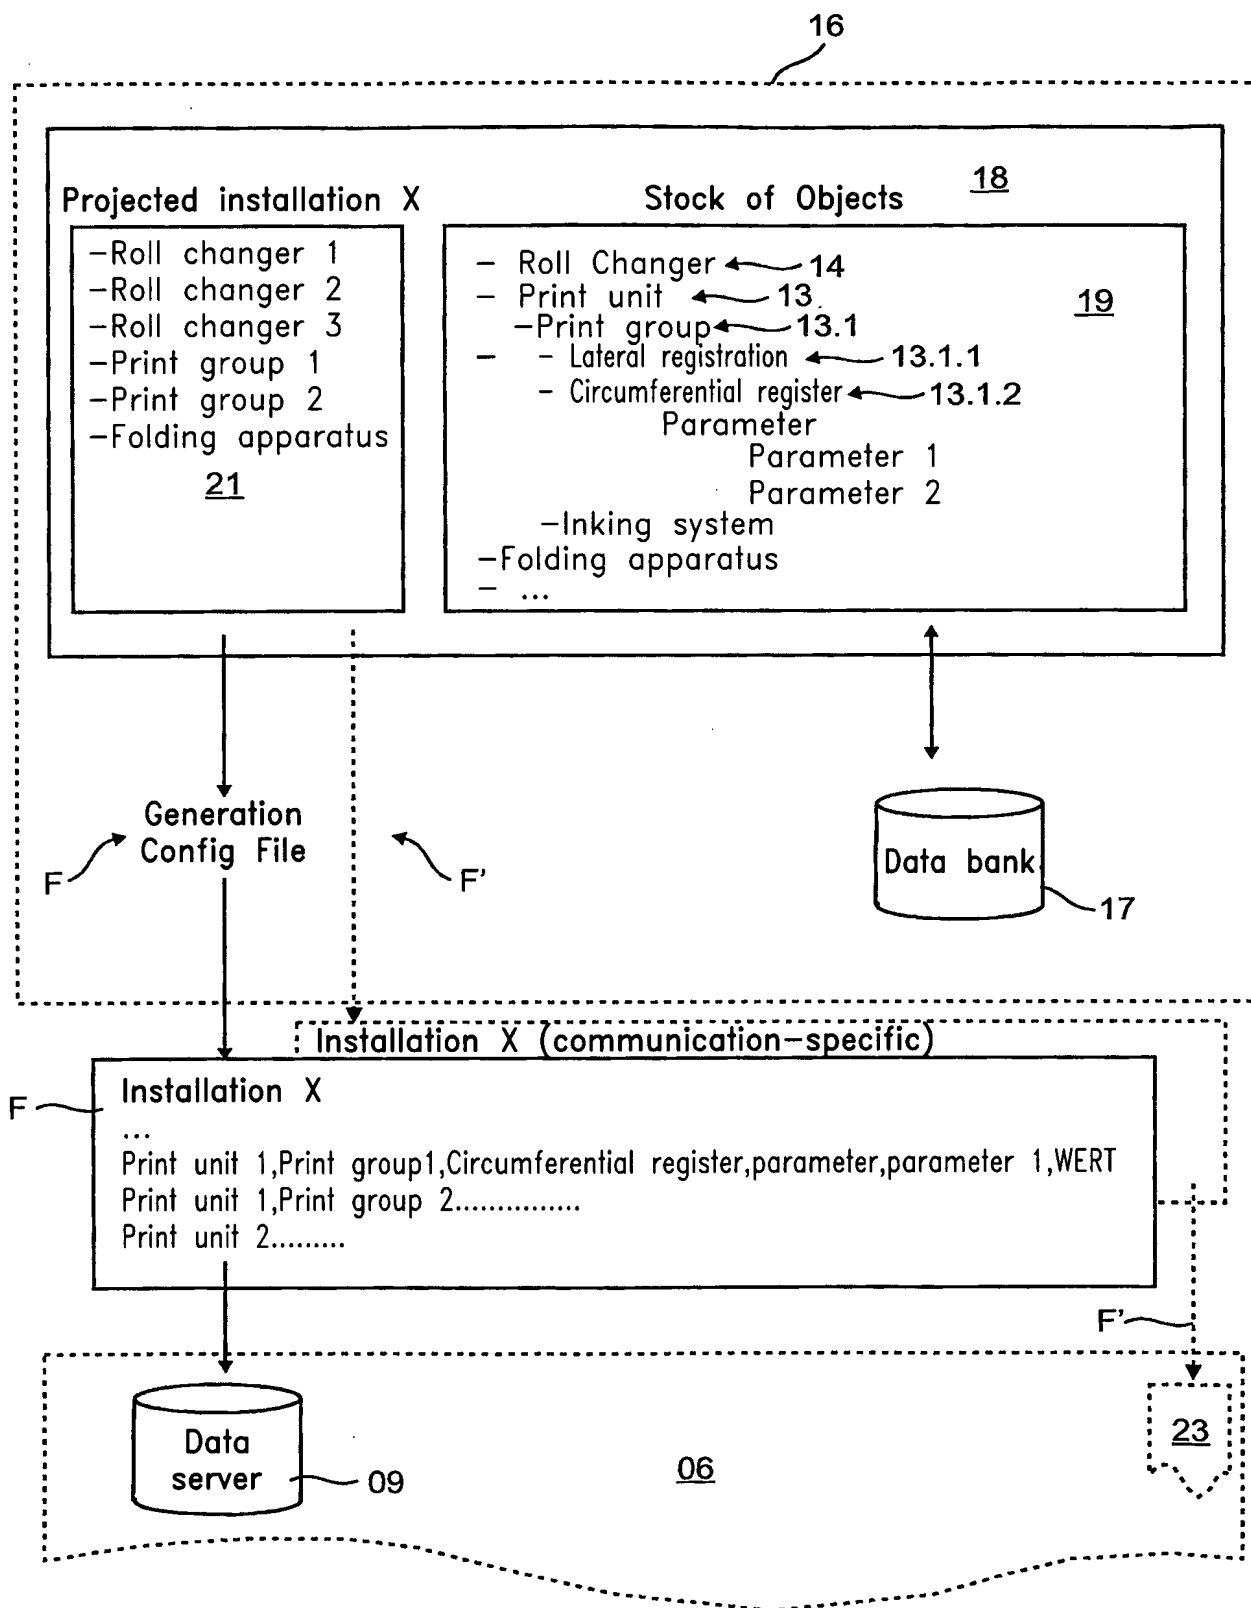 16
Projected installation X
-Roll changer 1
-Roll changer 2
-Roll changer 3
-Print group 1
-Print group 2
-Folding apparatus
21
Stock of Objects
18
- Roll Changer 14
- Print unit 13
-Print group 13.1
- - Lateral registration 13.1.1
- Circumferential register 13.1.2
Parameter
Parameter 1
Parameter 2
-Inking system
-Folding apparatus
- ...
19
Generation
Config File
F
F'
Data bank
17
Installation X (communication-specific)
F
Installation X
...
Print unit 1,Print group1,Circumferential register,parameter,parameter 1,WERT
Print unit 1,Print group 2...............
Print unit 2.........
F'
Data
server
09
06
23